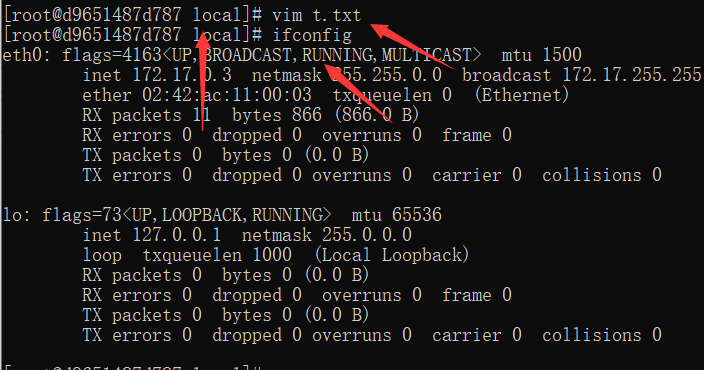 [root@d9651487d787 local]# vim t.txt
[root@d9651487d787 local]# ifconfig
eth0: flags=4163<UP,BROADCAST,RUNNING,MULTICAST>  mtu 1500
        inet 172.17.0.3  netmask 255.255.0.0  broadcast 172.17.255.255
        ether 02:42:ac:11:00:03  txqueuelen 0  (Ethernet)
        RX packets 11  bytes 866 (866.0 B)
        RX errors 0  dropped 0  overruns 0  frame 0
        TX packets 0  bytes 0 (0.0 B)
        TX errors 0  dropped 0 overruns 0  carrier 0  collisions 0

lo: flags=73<UP,LOOPBACK,RUNNING>  mtu 65536
        inet 127.0.0.1  netmask 255.0.0.0
        loop  txqueuelen 1000  (Local Loopback)
        RX packets 0  bytes 0 (0.0 B)
        RX errors 0  dropped 0  overruns 0  frame 0
        TX packets 0  bytes 0 (0.0 B)
        TX errors 0  dropped 0 overruns 0  carrier 0  collisions 0

[root@d9651487d787 local]#